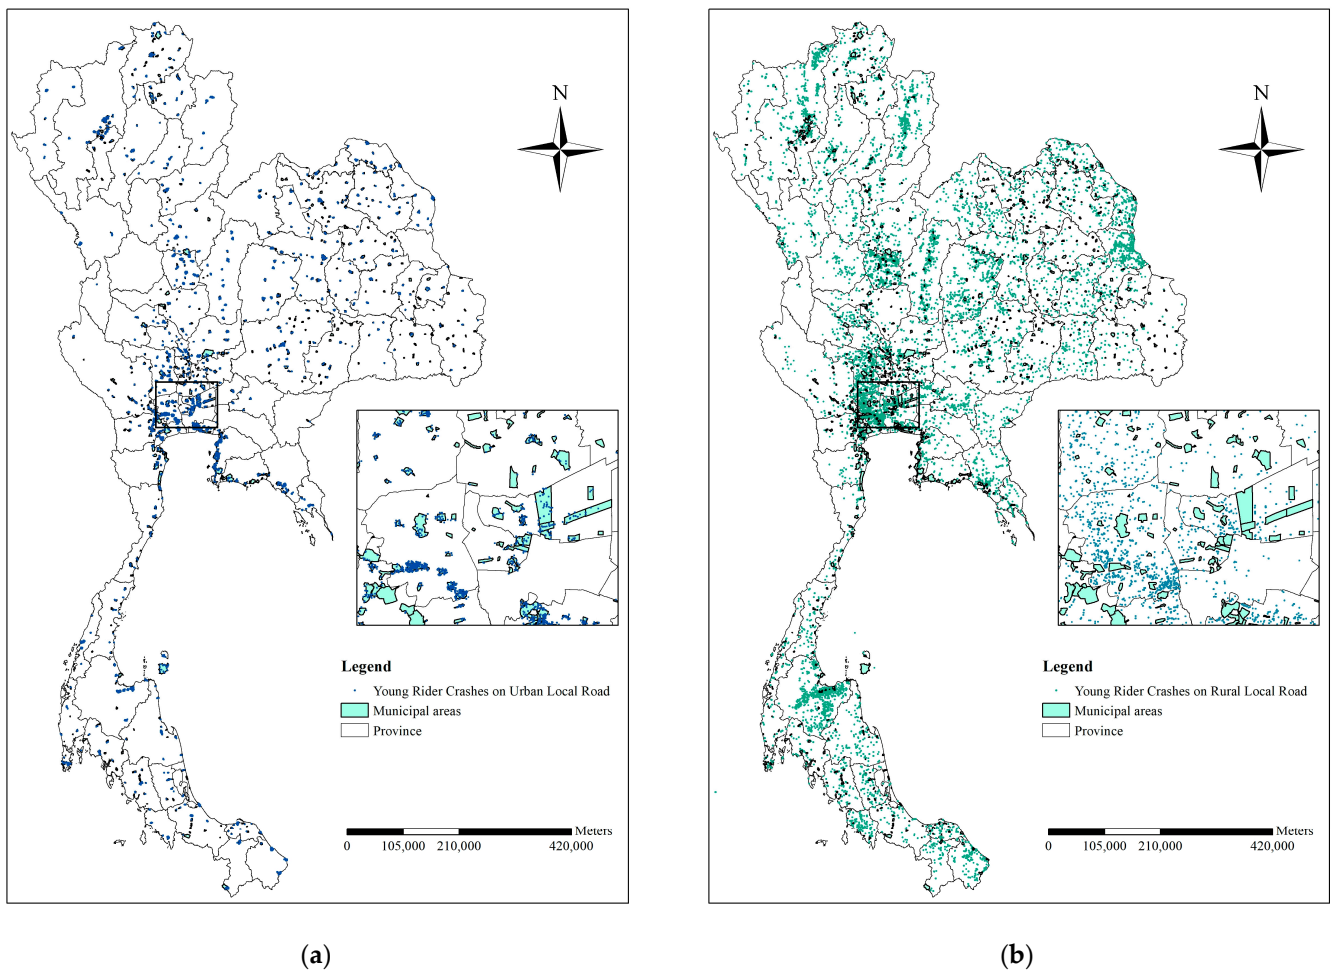 N
Legend
Young Rider Crashes on Urban Local Road
Municipal areas
Province
Meters
0 105,000 210,000 420,000
(a)
N
Legend
Young Rider Crashes on Rural Local Road
Municipal areas
Province
Meters
0 105,000 210,000 420,000
(b)